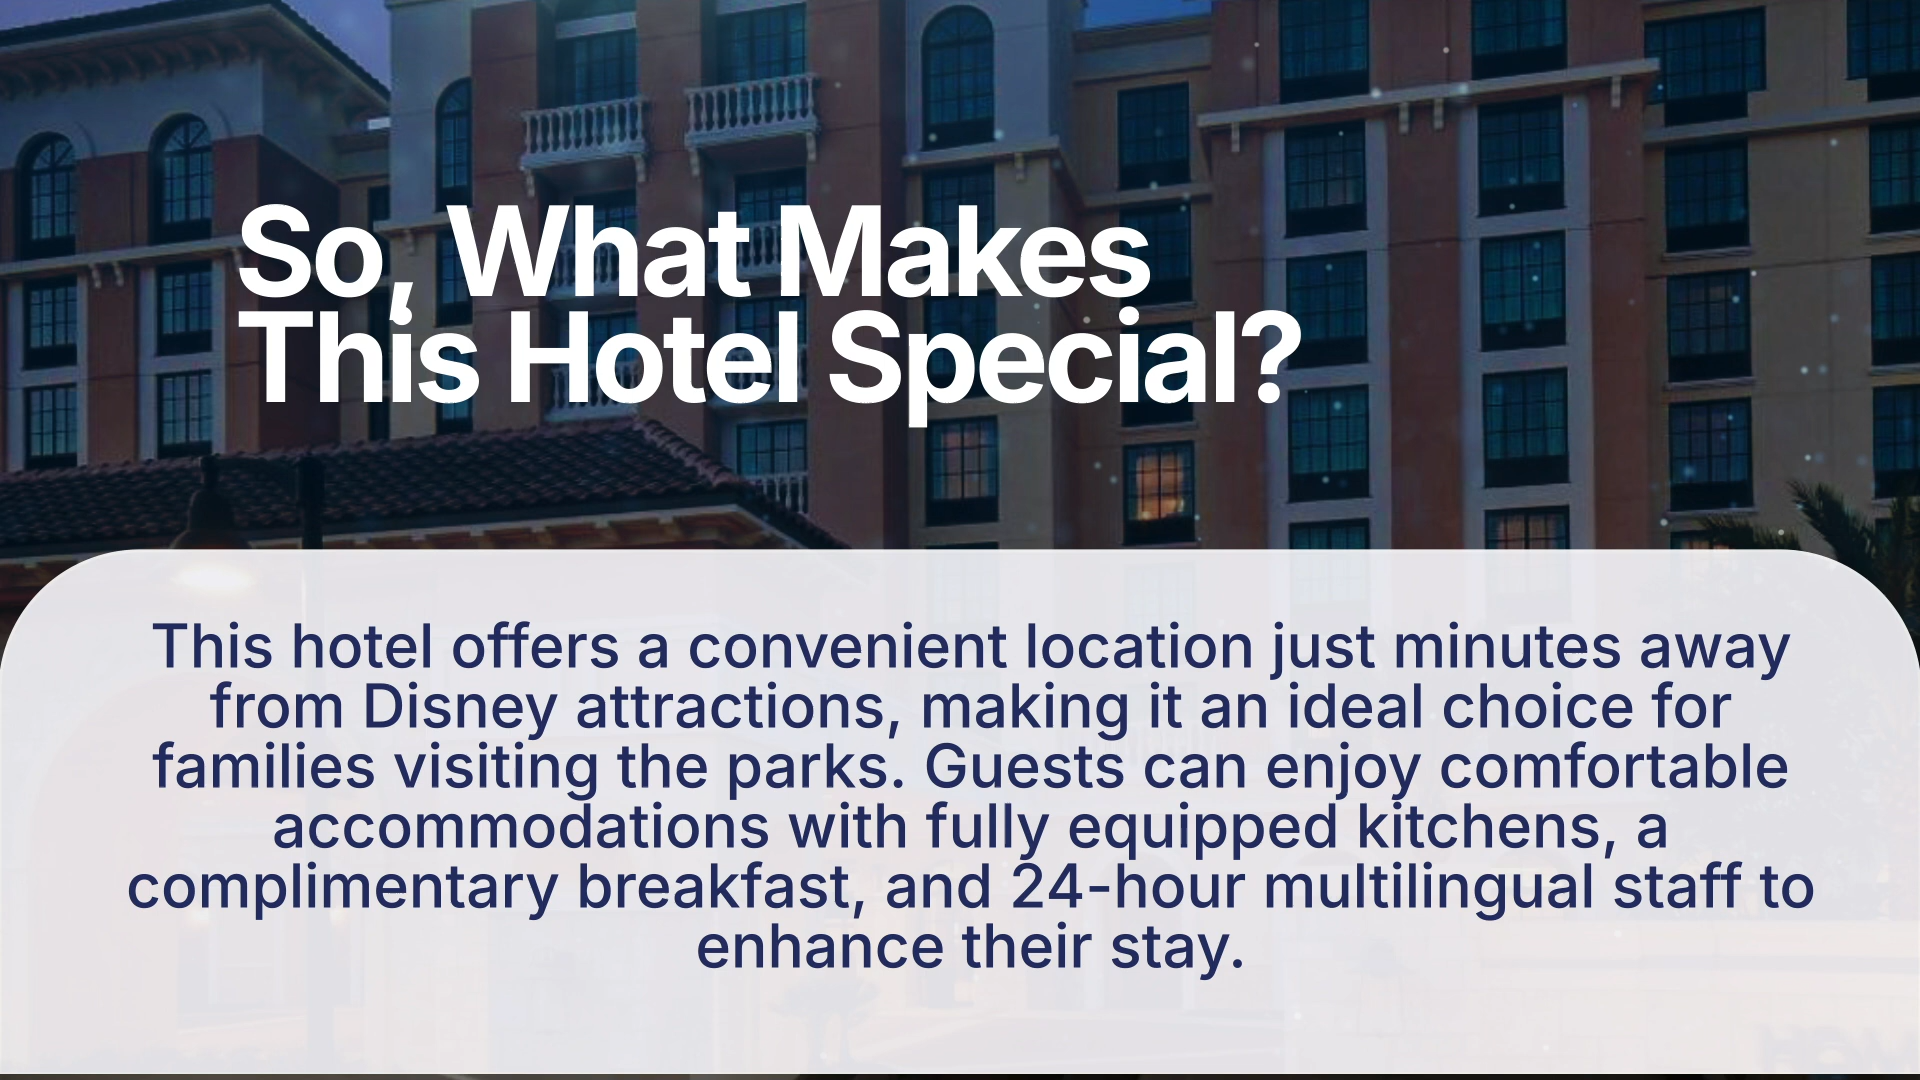 So, What Makes
This Hotel Special?
This hotel offers a convenient location just minutes away
from Disney attractions, making it an ideal choice for
families visiting the parks. Guests can enjoy comfortable
accommodations with fully equipped kitchens, a
complimentary breakfast, and 24-hour multilingual staff to
enhance their stay.